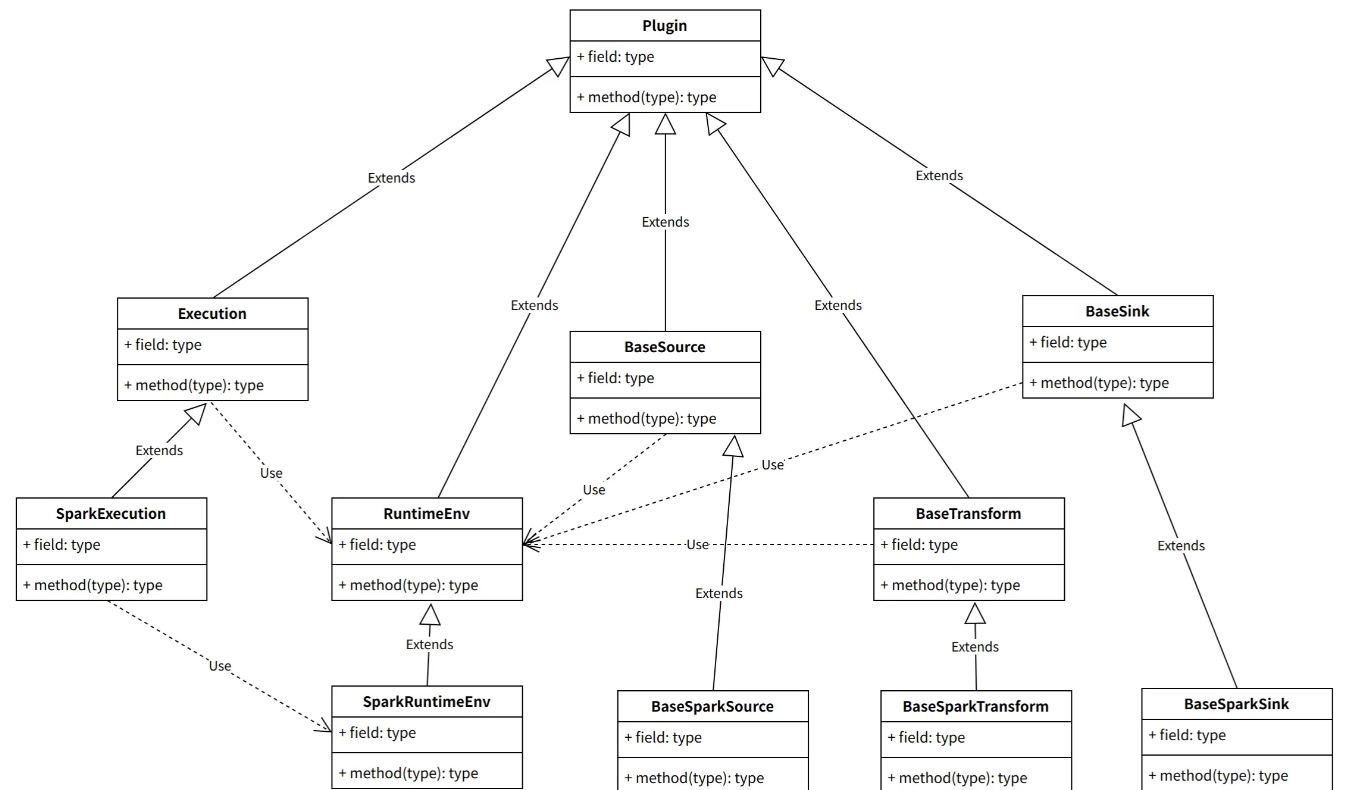 Plugin
+ field: type
+ method(type): type
Extends
Extends
Extends
Extends
Extends
Execution
+ field: type
+ method(type): type
BaseSource
+ field: type
+ method(type): type
BaseSink
+ field: type
+ method(type): type
Extends
Use
Use
Use
SparkExecution
+ field: type
+ method(type): type
RuntimeEnv
+ field: type
+ method(type): type
Use
BaseTransform
+ field: type
+ method(type): type
Extends
Extends
Use
Extends
Extends
SparkRuntimeEnv
+ field: type
+ method(type): type
BaseSparkSource
+ field: type
+ method(type): type
BaseSparkTransform
+ field: type
+ method(type): type
BaseSparkSink
+ field: type
+ method(type): type